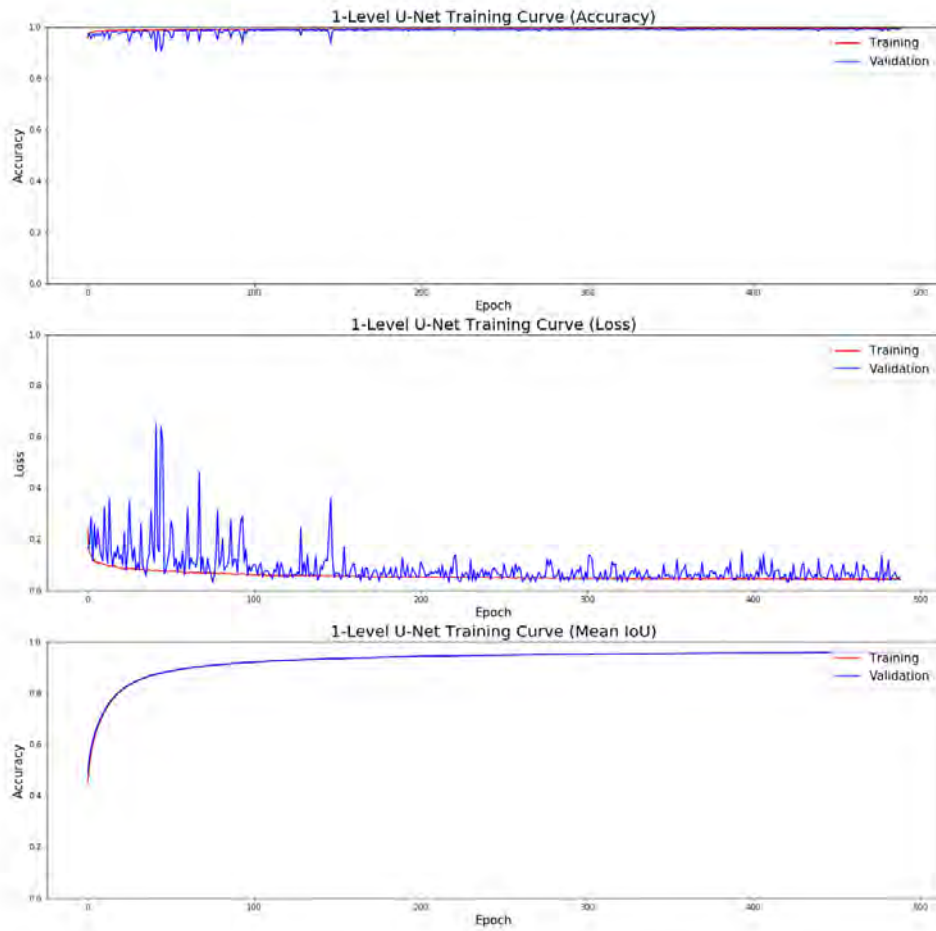 1-Level U-Net Training Curve (Accuracy)
1.0
0.8
0.6
0.4
0.2
0.0
Accuracy
Training
Validation
0
100
200
300
400
500
Epoch
1-Level U-Net Training Curve (Loss)
1.0
0.8
0.6
0.4
0.2
0.0
Loss
Training
Validation
0
100
200
300
400
500
Epoch
1-Level U-Net Training Curve (Mean IoU)
1.0
0.8
0.6
0.4
0.2
0.0
Accuracy
Training
Validation
0
100
200
300
400
500
Epoch